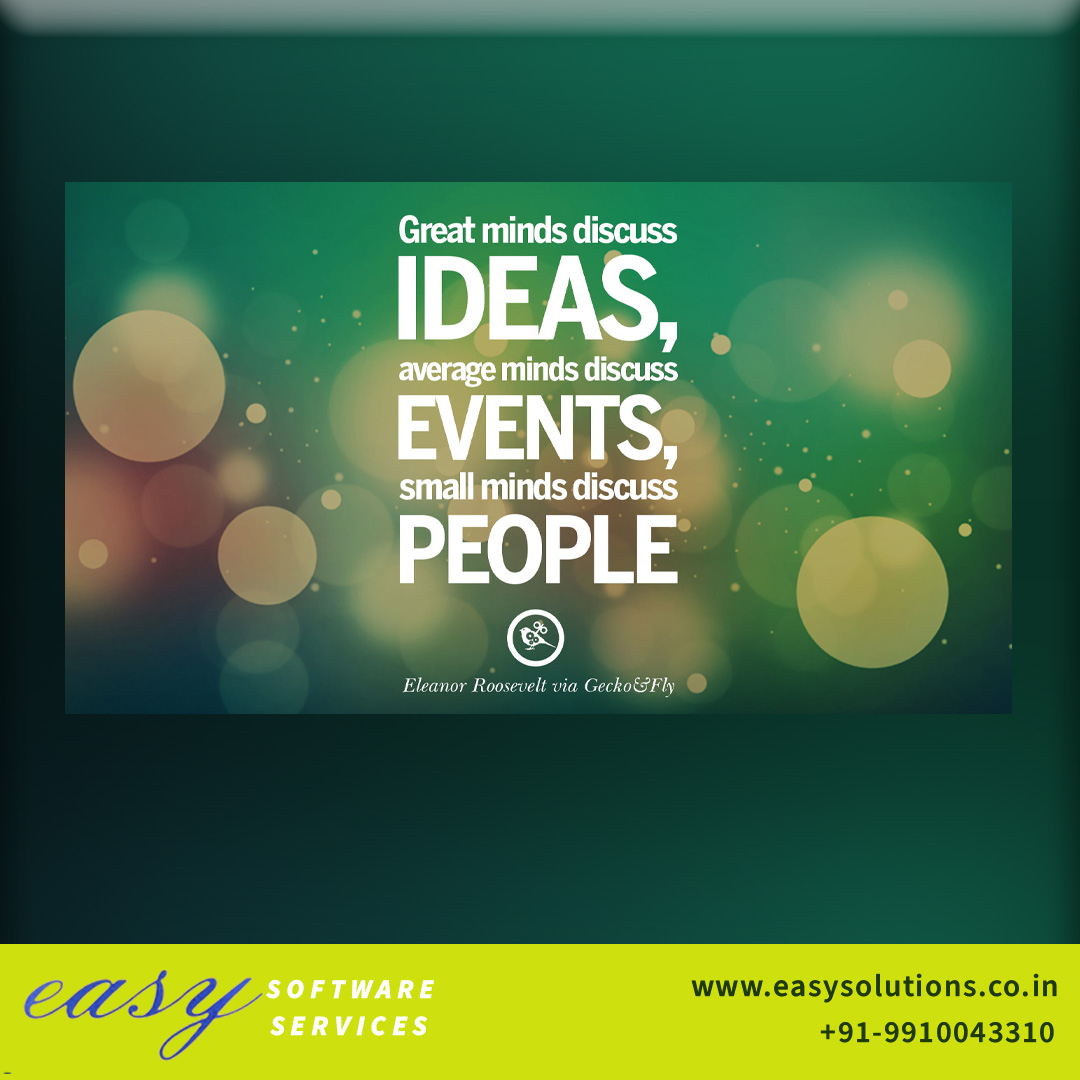 Great minds discuss
IDEAS,
average minds discuss
EVENTS,
small minds discuss
PEOPLE
Eleanor Roosevelt via Gecko&Fly
easy SOFTWARE
SERVICES
www.easysolutions.co.in
+91-9910043310